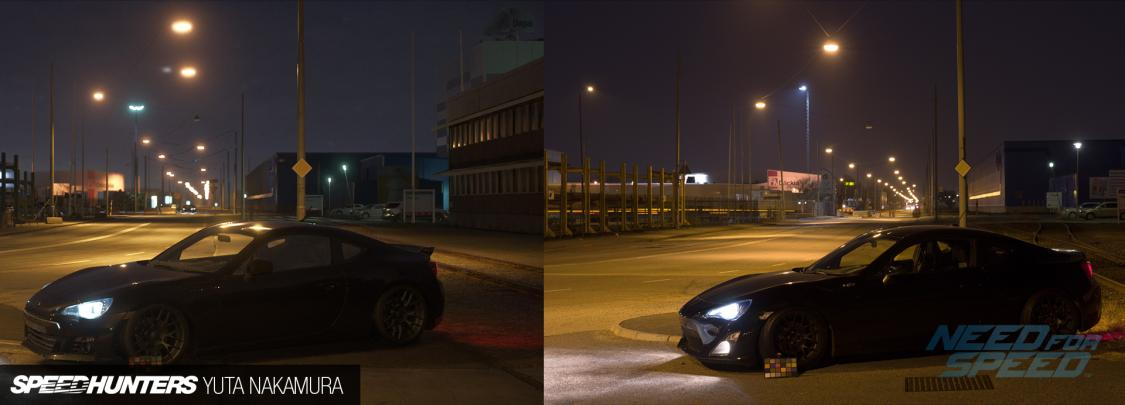 SPEEDHUNTERS YUTA NAKAMURA
NEED FOR
SPEED